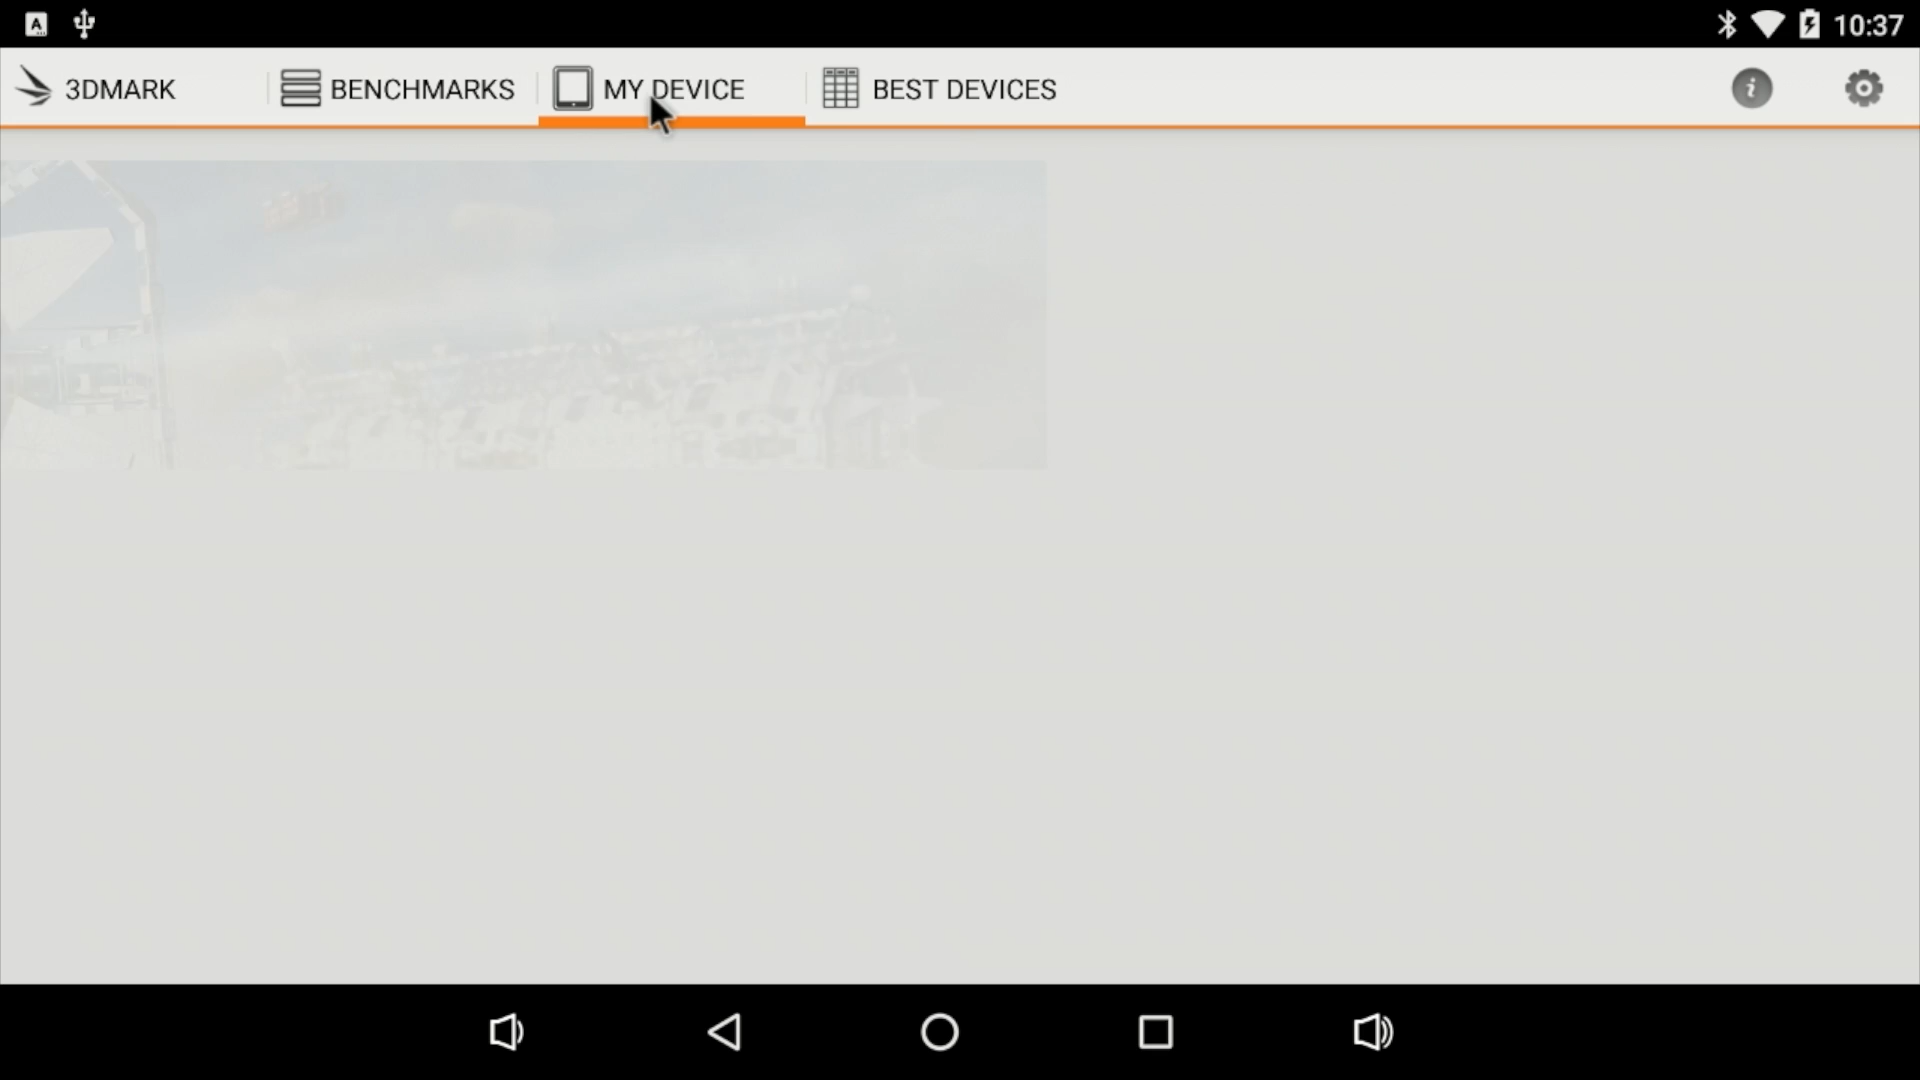 A
10:37
3DMARK
BENCHMARKS
MY DEVICE
BEST DEVICES
i